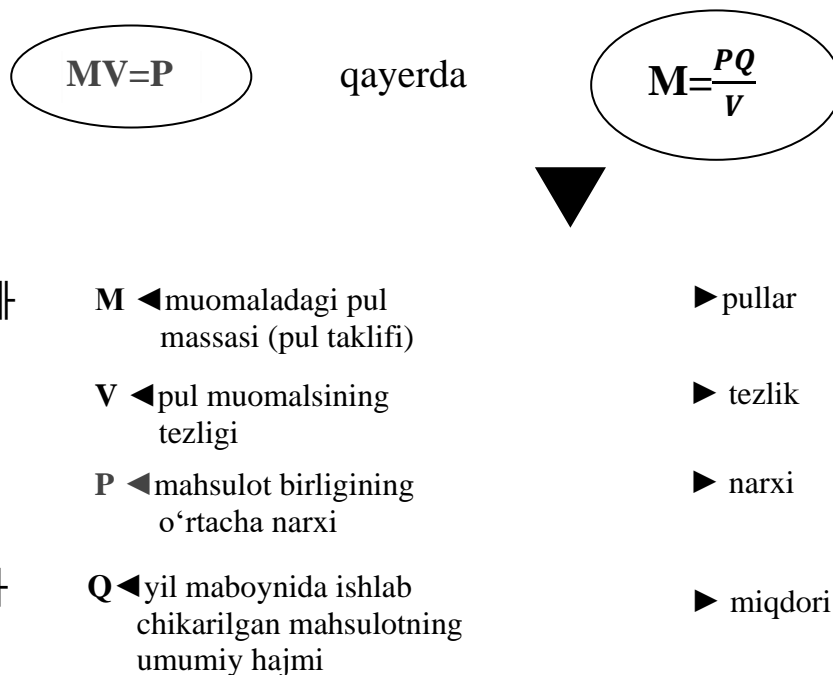 MV=P qayerda M=PQ/V
M ◄muomaladagi pul ►pullar
massasi (pul taklifi)
V ◄pul muomalsining ► tezlik
tezligi
P ◄mahsulot birligining ► narxi
o‘rtacha narxi
Q◄yil maboynida ishlab ► miqdori
chikarilgan mahsulotning
umumiy hajmi